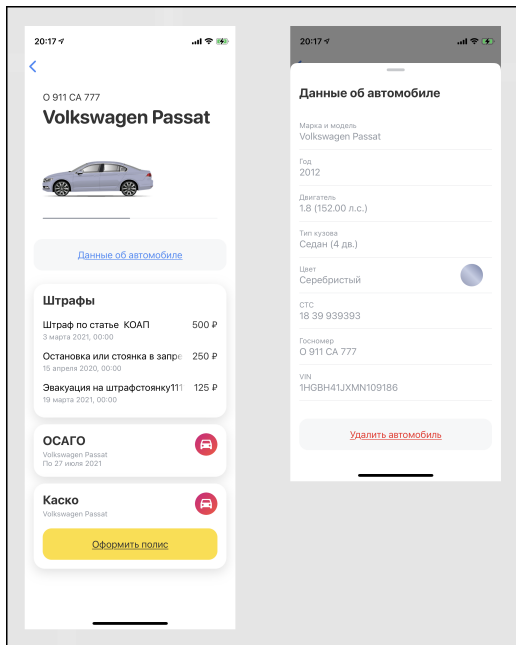 20:17
О 911 СА 777
Volkswagen Passat
Данные об автомобиле
Штрафы
Штраф по статье КОАП 500 ₽
3 марта 2021, 00:00
Остановка или стоянка в запре 250 ₽
15 апреля 2020, 00:00
Эвакуация на штрафстоянку111 125 ₽
19 марта 2021, 00:00
ОСАГО
Volkswagen Passat
По 27 июля 2021
Каско
Volkswagen Passat
Оформить полис
20:17
Данные об автомобиле
Марка и модель
Volkswagen Passat
Год
2012
Двигатель
1.8 (152.00 л.с.)
Тип кузова
Седан (4 дв.)
Цвет
Серебристый
СТС
18 39 939393
Госномер
О 911 СА 777
VIN
1HGBH41JXMN109186
Удалить автомобиль